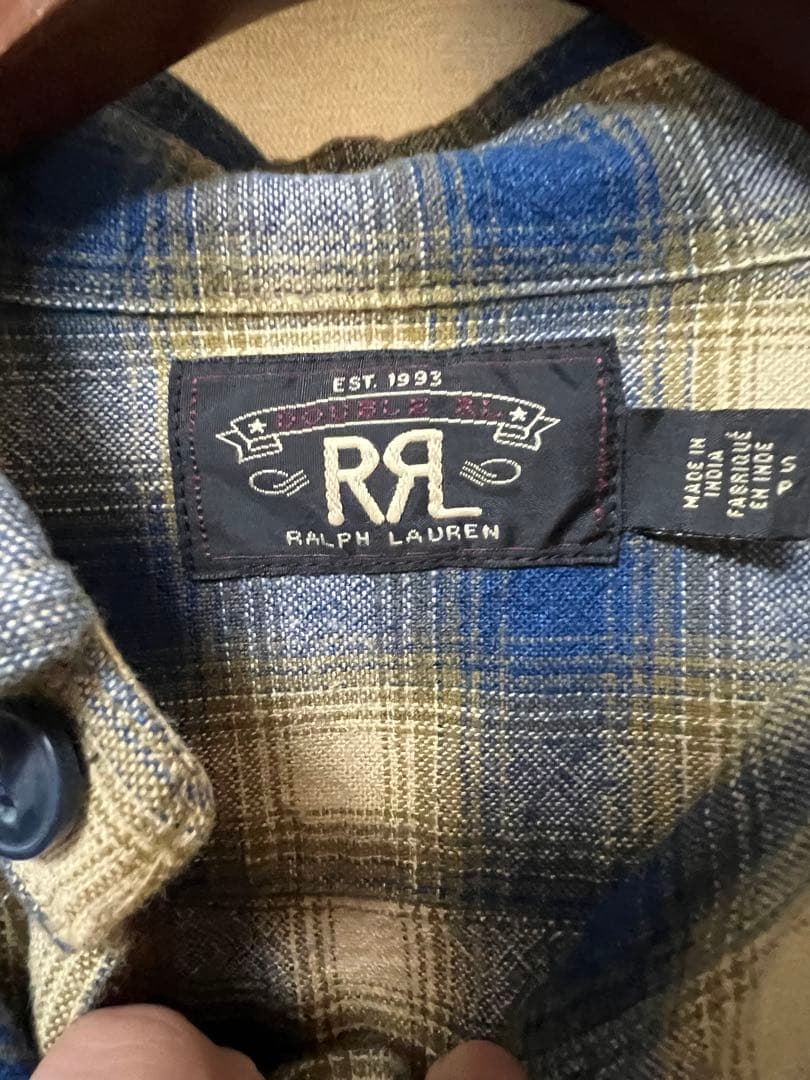 EST. 1993
DOUBLE RL
RRL
RALPH LAUREN
MADE IN
INDIA
FABRIQUÉ
EN INDE
S
P